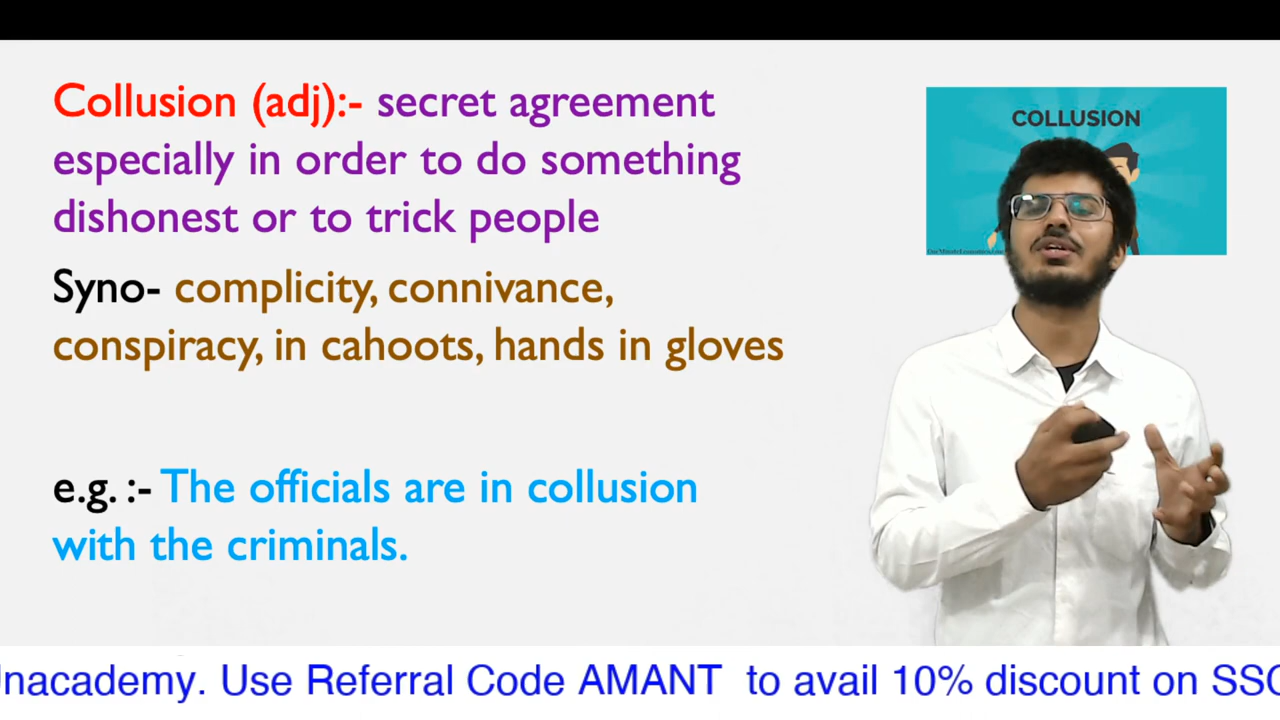 Collusion (adj):- secret agreement
especially in order to do something
dishonest or to trick people
Syno- complicity, connivance,
conspiracy, in cahoots, hands in gloves
e.g. :- The officials are in collusion
with the criminals.
COLLUSION
Unacademy. Use Referral Code AMANT to avail 10% discount on SSC